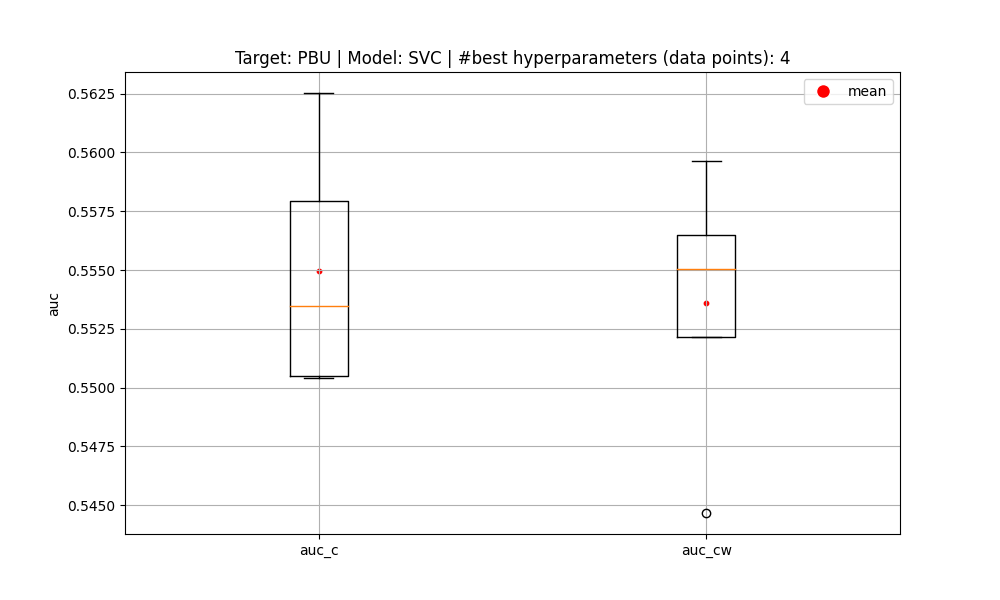 Target: PBU | Model: SVC | #best hyperparameters (data points): 4
mean
0.5625
0.5600
0.5575
0.5550
0.5525
0.5500
0.5475
0.5450
auc
auc_c
auc_cw